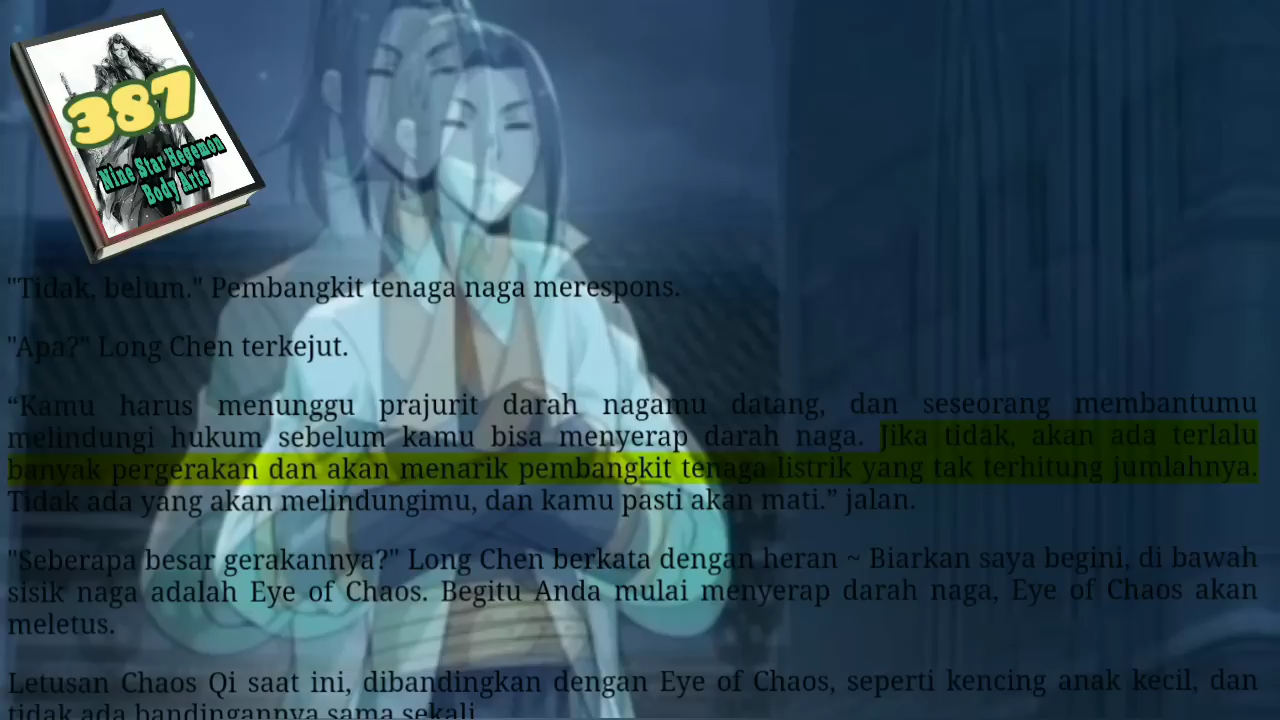 387
Nine Star Hegemon
Body Arts
"Tidak, belum." Pembangkit tenaga naga merespons.
"Apa?" Long Chen terkejut.
“Kamu harus menunggu prajurit darah nagamu datang, dan seseorang membantumu
melindungi hukum sebelum kamu bisa menyerap darah naga. Jika tidak, akan ada terlalu
banyak pergerakan dan akan menarik pembangkit tenaga listrik yang tak terhitung jumlahnya.
Tidak ada yang akan melindungimu, dan kamu pasti akan mati.” jalan.
"Seberapa besar gerakannya?" Long Chen berkata dengan heran ~ Biarkan saya begini, di bawah
sisik naga adalah Eye of Chaos. Begitu Anda mulai menyerap darah naga, Eye of Chaos akan
meletus.
Letusan Chaos Qi saat ini, dibandingkan dengan Eye of Chaos, seperti kencing anak kecil, dan
tidak ada bandingannya sama sekali